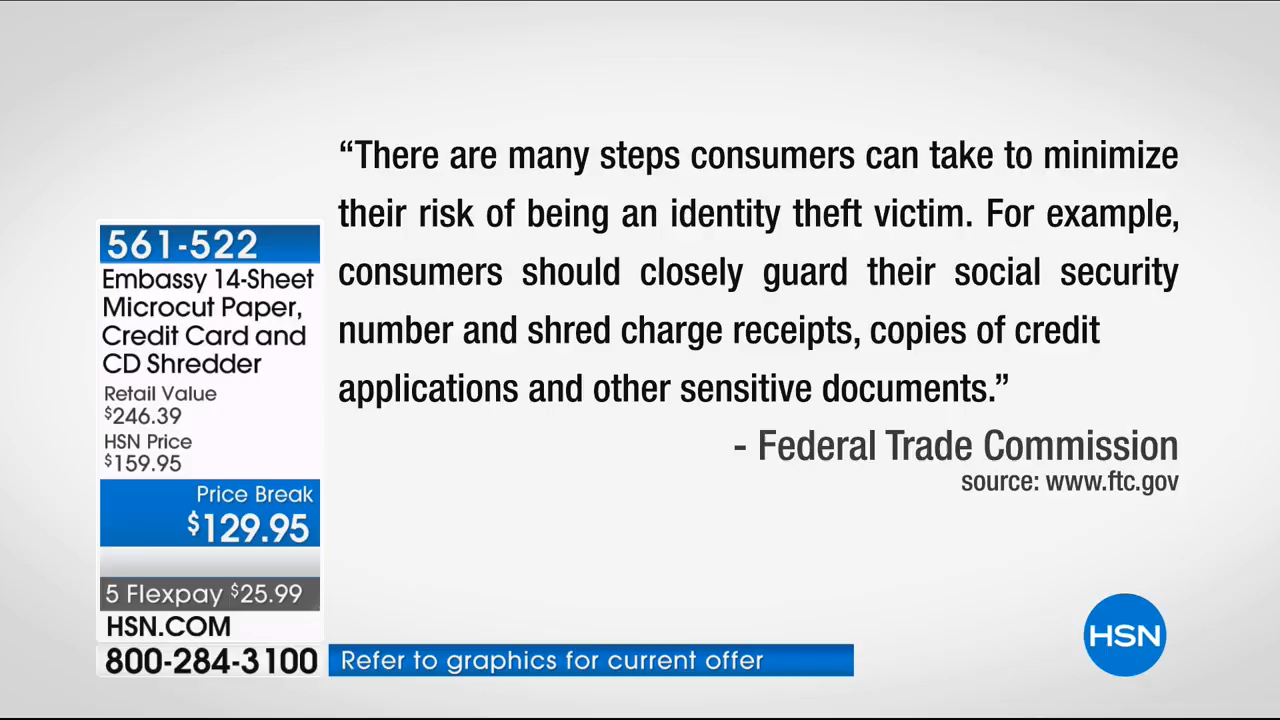 “There are many steps consumers can take to minimize
their risk of being an identity theft victim. For example,
consumers should closely guard their social security
number and shred charge receipts, copies of credit
applications and other sensitive documents.”
- Federal Trade Commission
source: www.ftc.gov
561-522
Embassy 14-Sheet
Microcut Paper,
Credit Card and
CD Shredder
Retail Value
$246.39
HSN Price
$159.95
Price Break
$129.95
5 Flexpay $25.99
HSN.COM
800-284-3100
Refer to graphics for current offer
HSN